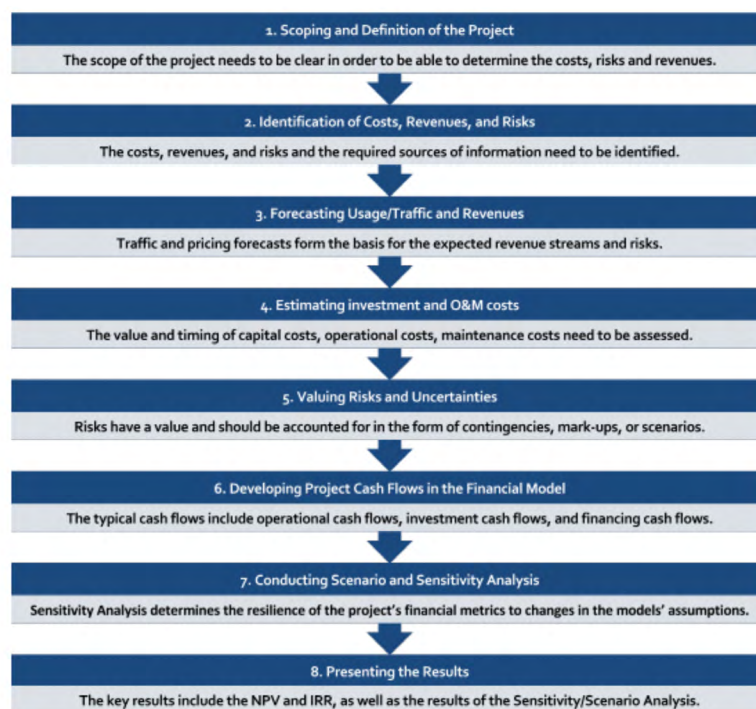 1. Scoping and Definition of the Project
The scope of the project needs to be clear in order to be able to determine the costs, risks and revenues.
2. Identification of Costs, Revenues, and Risks
The costs, revenues, and risks and the required sources of information need to be identified.
3. Forecasting Usage/Traffic and Revenues
Traffic and pricing forecasts form the basis for the expected revenue streams and risks.
4. Estimating investment and O&M costs
The value and timing of capital costs, operational costs, maintenance costs need to be assessed.
5. Valuing Risks and Uncertainties
Risks have a value and should be accounted for in the form of contingencies, mark-ups, or scenarios.
6. Developing Project Cash Flows in the Financial Model
The typical cash flows include operational cash flows, investment cash flows, and financing cash flows.
7. Conducting Scenario and Sensitivity Analysis
Sensitivity Analysis determines the resilience of the project's financial metrics to changes in the models' assumptions.
8. Presenting the Results
The key results include the NPV and IRR, as well as the results of the Sensitivity/Scenario Analysis.